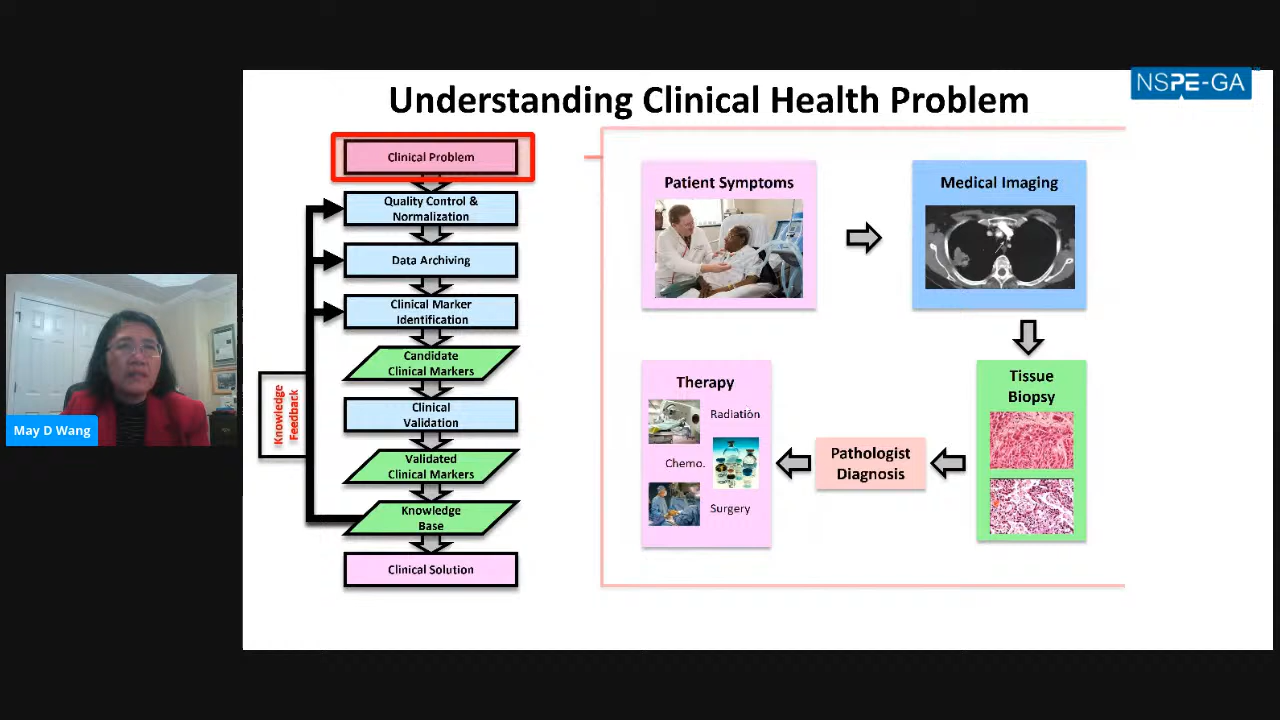 NSPE-GA
Understanding Clinical Health Problem
Clinical Problem
Quality Control &
Normalization
Data Archiving
Clinical Marker
Identification
Candidate
Clinical Markers
Clinical
Validation
Validated
Clinical Markers
Knowledge
Base
Clinical Solution
Knowledge
Feedback
Patient Symptoms
Medical Imaging
Tissue
Biopsy
Pathologist
Diagnosis
Therapy
Radiation
Chemo.
Surgery
May D Wang